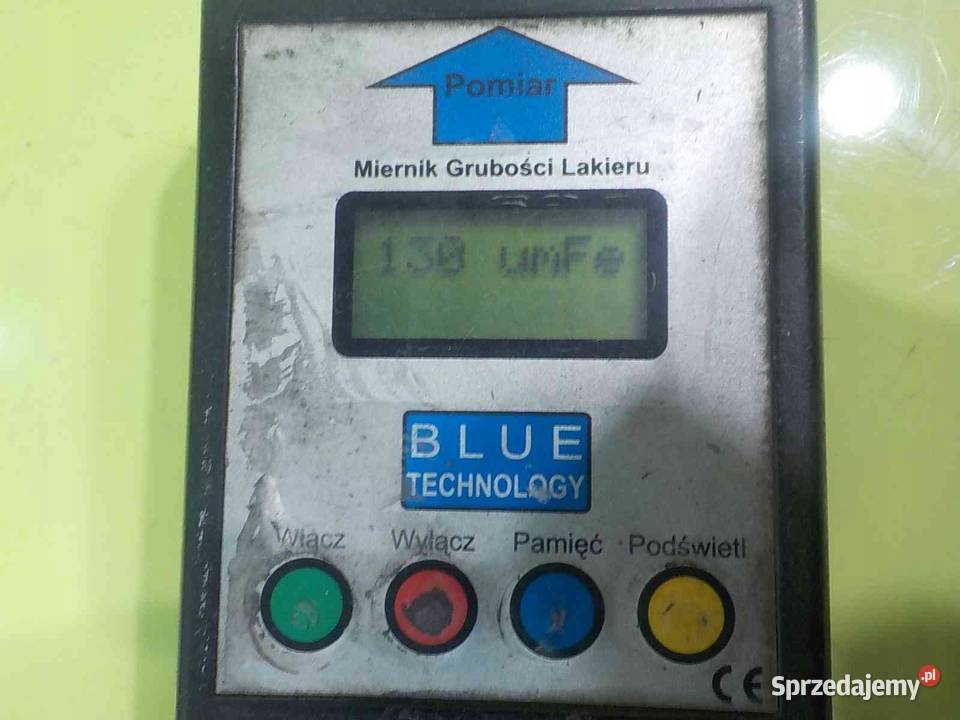 Pomiar
Miernik Grubości Lakieru
130 umFe
BLUE
TECHNOLOGY
Włącz Wyłącz Pamięć Podświetl
CE
Sprzedajemy.pl